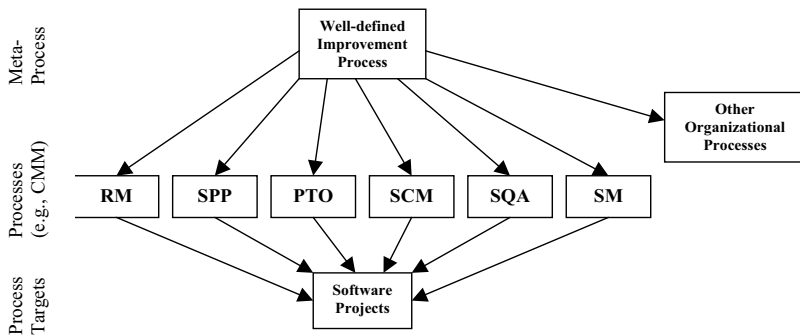 Meta-
Process
Well-defined
Improvement
Process
Other
Organizational
Processes
Processes
(e.g., CMM)
RM
SPP
PTO
SCM
SQA
SM
Process
Targets
Software
Projects